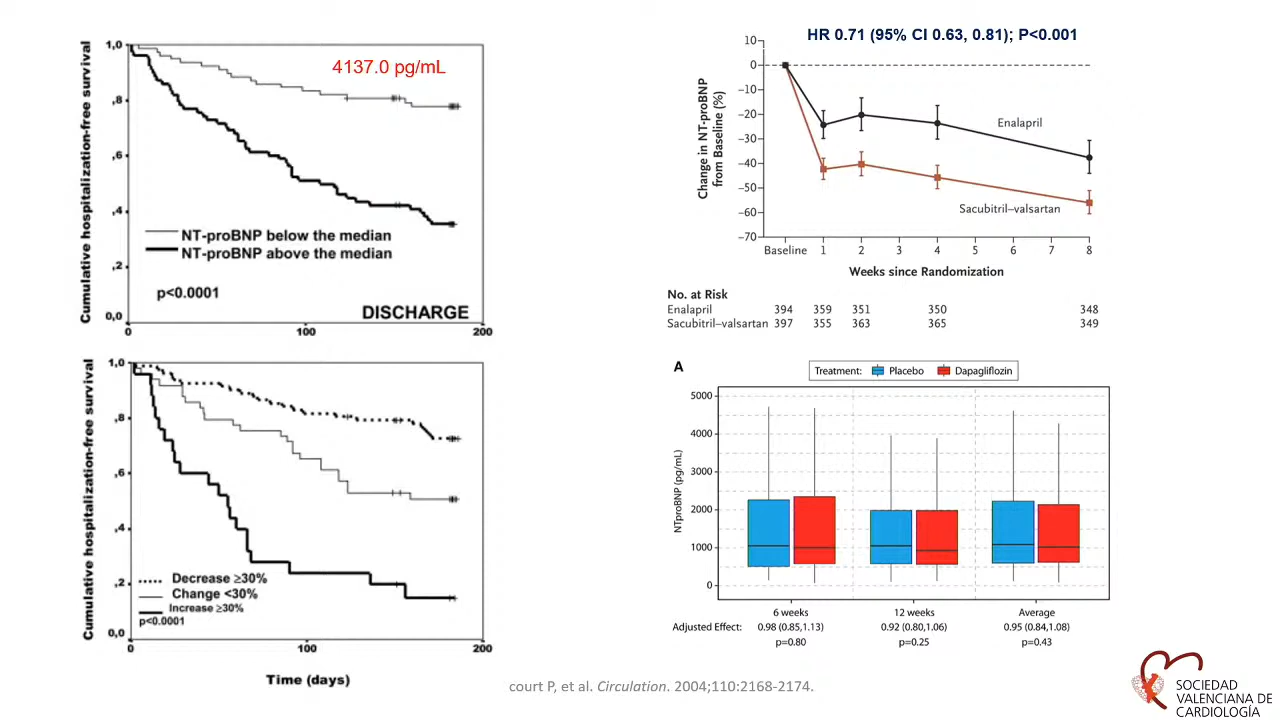 1,0
,8
,6
,4
,2
0,0
Cumulative hospitalization-free survival
4137.0 pg/mL
NT-proBNP below the median
NT-proBNP above the median
p<0.0001
DISCHARGE
0
100
200
1,0
,8
,6
,4
,2
0,0
Cumulative hospitalization-free survival
Decrease ≥30%
Change <30%
Increase ≥30%
p<0.0001
0
100
200
Time (days)
HR 0.71 (95% CI 0.63, 0.81); P<0.001
10
0
–10
–20
–30
–40
–50
–60
–70
Change in NT-proBNP
from Baseline (%)
Enalapril
Sacubitril–valsartan
Baseline 1 2 3 4 5 6 7 8
Weeks since Randomization
No. at Risk
Enalapril 394 359 351 350 348
Sacubitril–valsartan 397 355 363 365 349
A
Treatment: Placebo Dapagliflozin
5000
4000
3000
2000
1000
0
NTproBNP (pg/mL)
6 weeks 12 weeks Average
Adjusted Effect: 0.98 (0.85,1.13) 0.92 (0.80,1.06) 0.95 (0.84,1.08)
p=0.80 p=0.25 p=0.43
court P, et al. Circulation. 2004;110:2168-2174.
SOCIEDAD
VALENCIANA DE
CARDIOLOGÍA